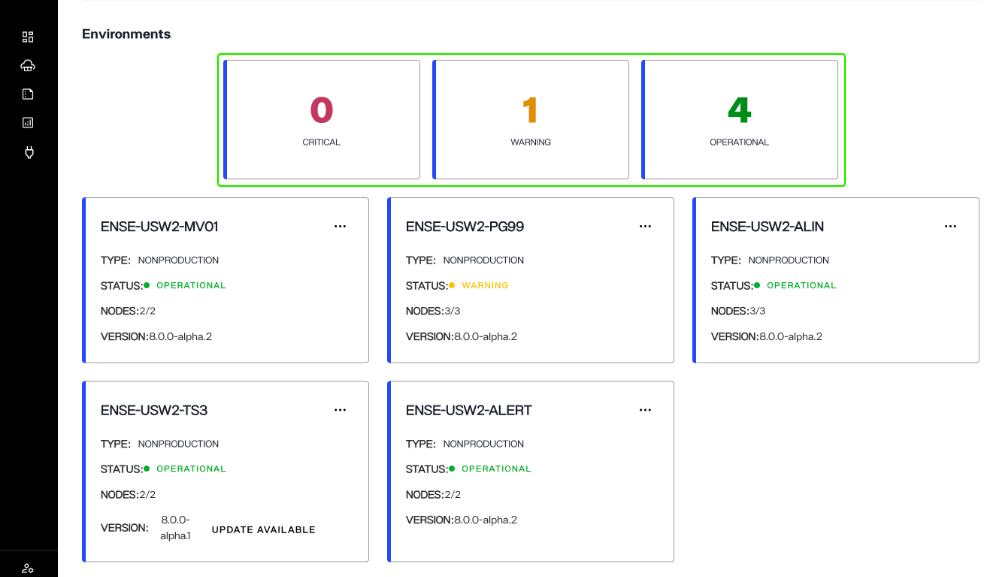 Environments
0
CRITICAL
1
WARNING
4
OPERATIONAL
ENSE-USW2-MV01 ...
TYPE: NONPRODUCTION
STATUS: OPERATIONAL
NODES:2/2
VERSION:8.0.0-alpha.2
ENSE-USW2-PG99 ...
TYPE: NONPRODUCTION
STATUS: WARNING
NODES:3/3
VERSION:8.0.0-alpha.2
ENSE-USW2-ALIN ...
TYPE: NONPRODUCTION
STATUS: OPERATIONAL
NODES:3/3
VERSION:8.0.0-alpha.2
ENSE-USW2-TS3 ...
TYPE: NONPRODUCTION
STATUS: OPERATIONAL
NODES:2/2
VERSION: 8.0.0-
alpha.1 UPDATE AVAILABLE
ENSE-USW2-ALERT ...
TYPE: NONPRODUCTION
STATUS: OPERATIONAL
NODES:2/2
VERSION:8.0.0-alpha.2